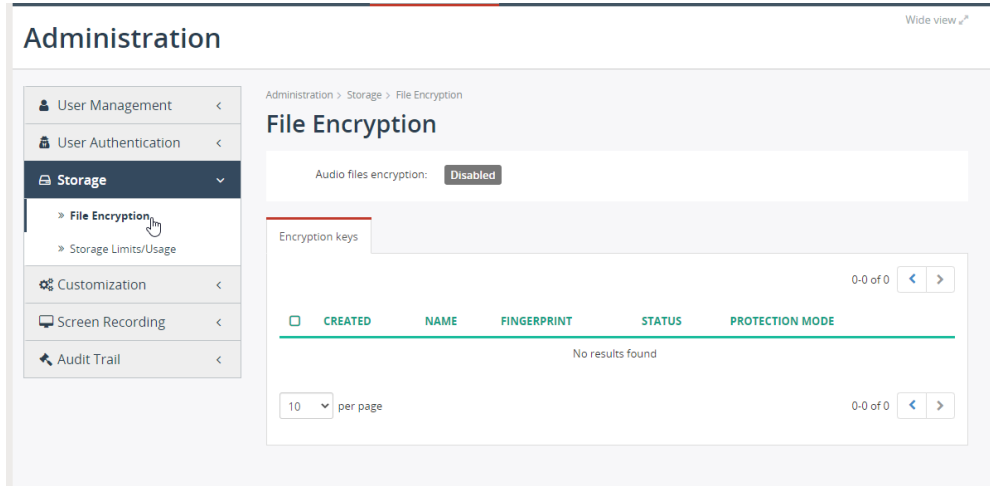 Wide view
Administration
User Management
User Authentication
Storage
» File Encryption
» Storage Limits/Usage
Customization
Screen Recording
Audit Trail
Administration > Storage > File Encryption
File Encryption
Audio files encryption: Disabled
Encryption keys
0-0 of 0
CREATED NAME FINGERPRINT STATUS PROTECTION MODE
No results found
10 per page
0-0 of 0